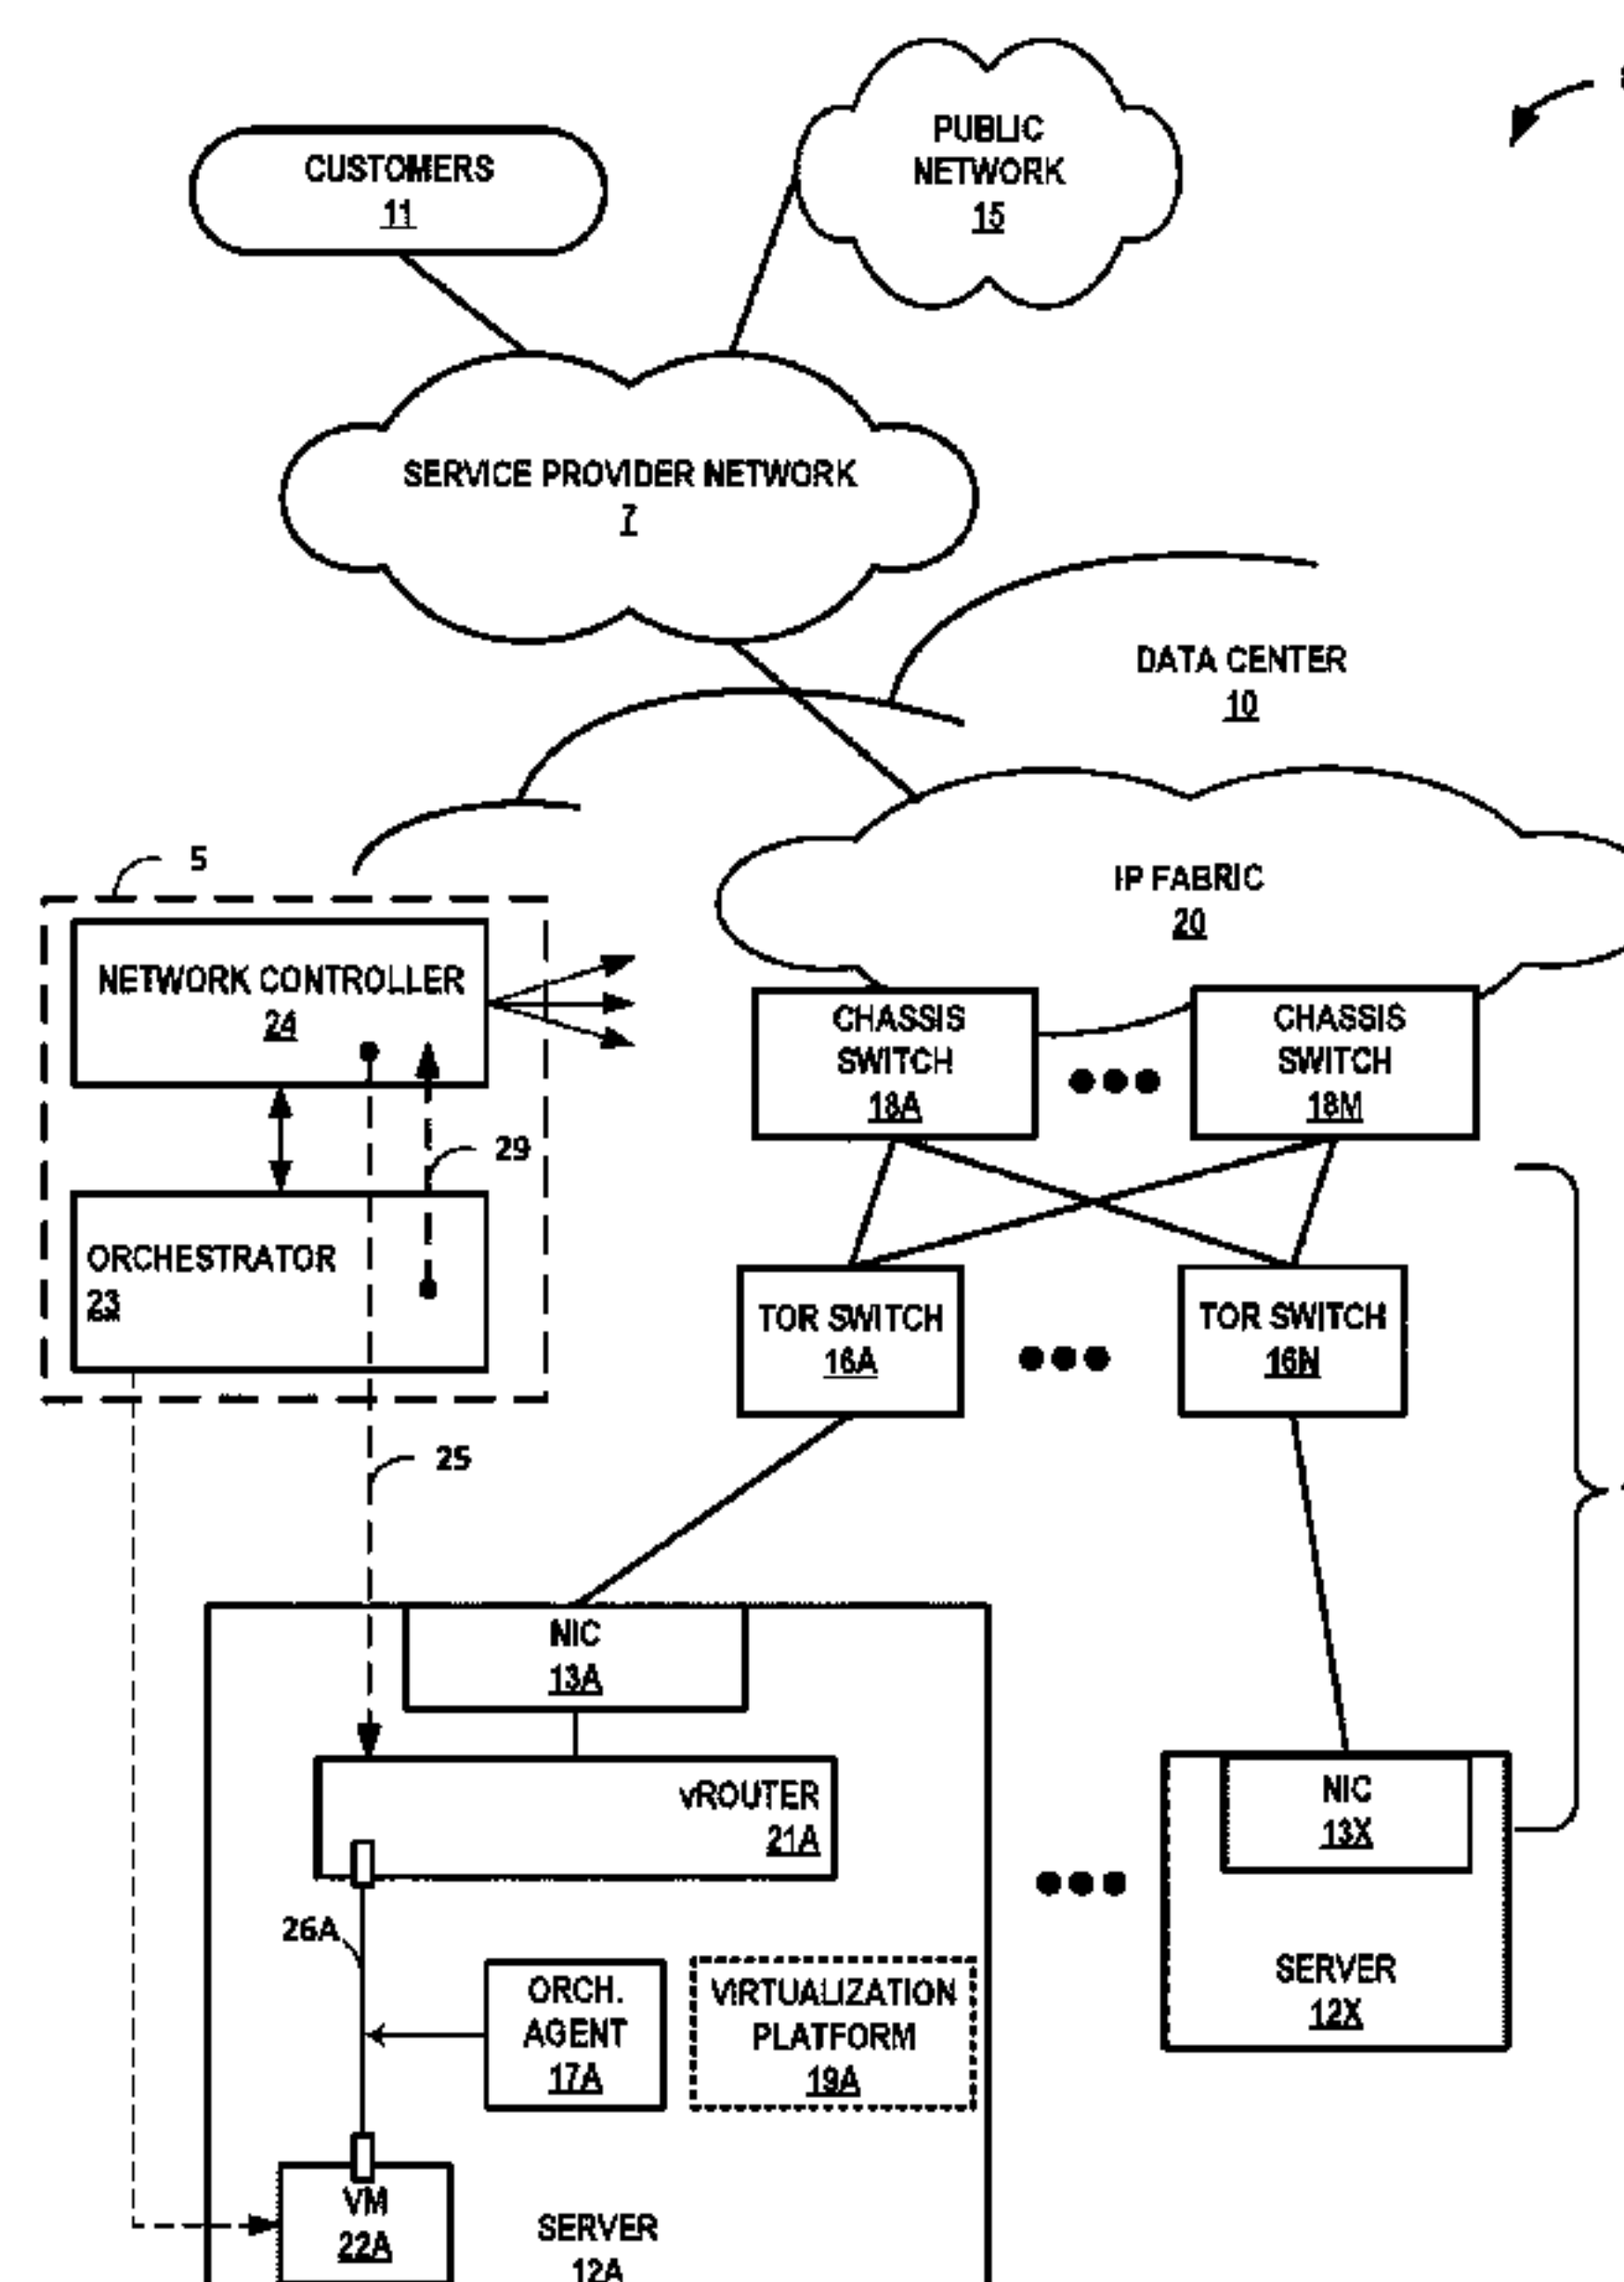 PUBLIC
NETWORK
15
CUSTOMERS
11
SERVICE PROVIDER NETWORK
7
DATA CENTER
10
5
IP FABRIC
20
NETWORK CONTROLLER
24
CHASSIS
SWITCH
18A
CHASSIS
SWITCH
18M
29
ORCHESTRATOR
23
TOR SWITCH
16A
TOR SWITCH
16N
25
NIC
13A
vROUTER
21A
NIC
13X
26A
ORCH.
AGENT
17A
VIRTUALIZATION
PLATFORM
19A
SERVER
12X
VM
22A
SERVER
12A